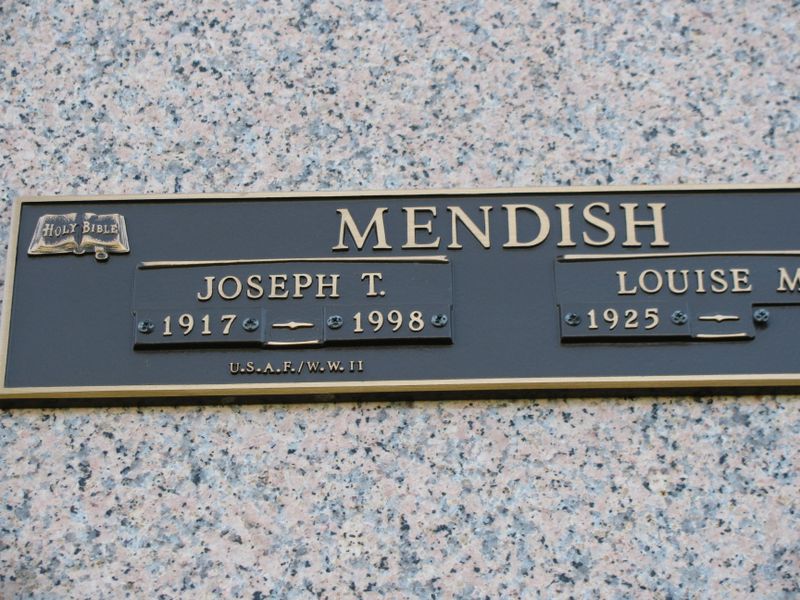 HOLY BIBLE
MENDISH
JOSEPH T.
1917 1998
U.S.A.F./W.W. II
LOUISE M
1925